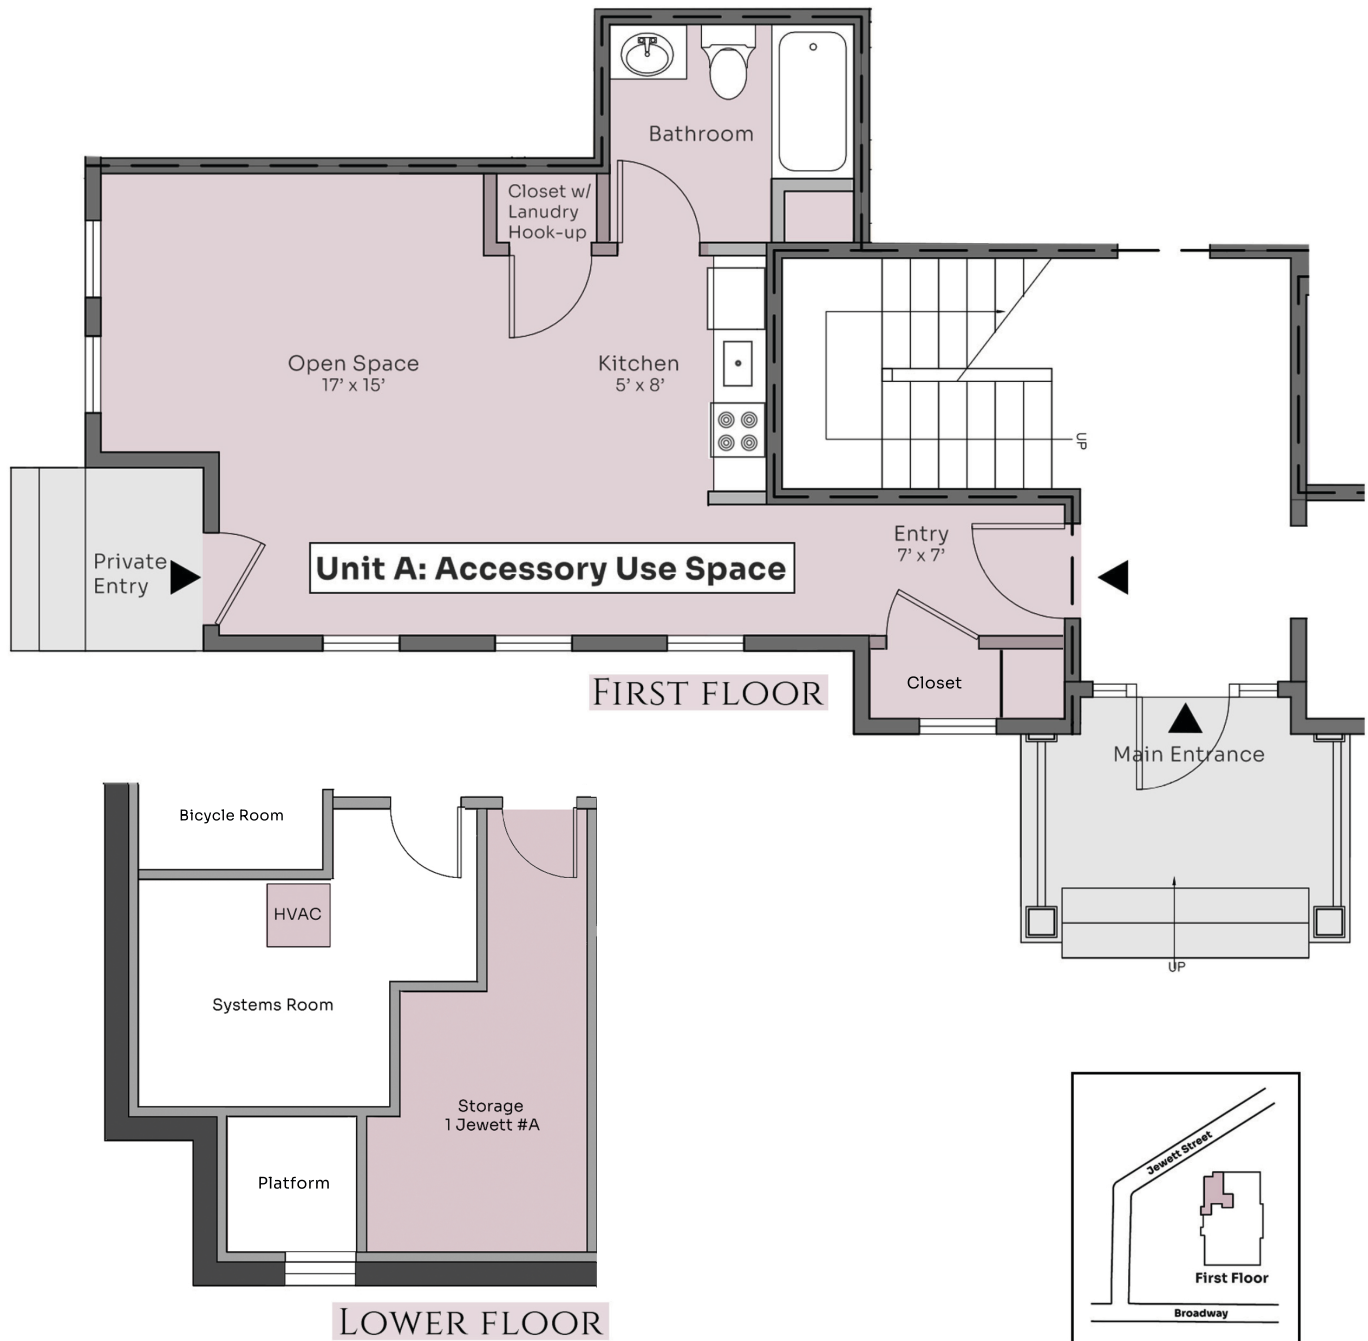 Bathroom
Closet w/
Lanudry
Hook-up
Open Space
17' x 15'
Kitchen
5' x 8'
UP
Entry
7' x 7'
Private
Entry
Unit A: Accessory Use Space
Closet
FIRST FLOOR
Main Entrance
UP
Bicycle Room
HVAC
Systems Room
Storage
1 Jewett #A
Platform
LOWER FLOOR
Jewett Street
First Floor
Broadway